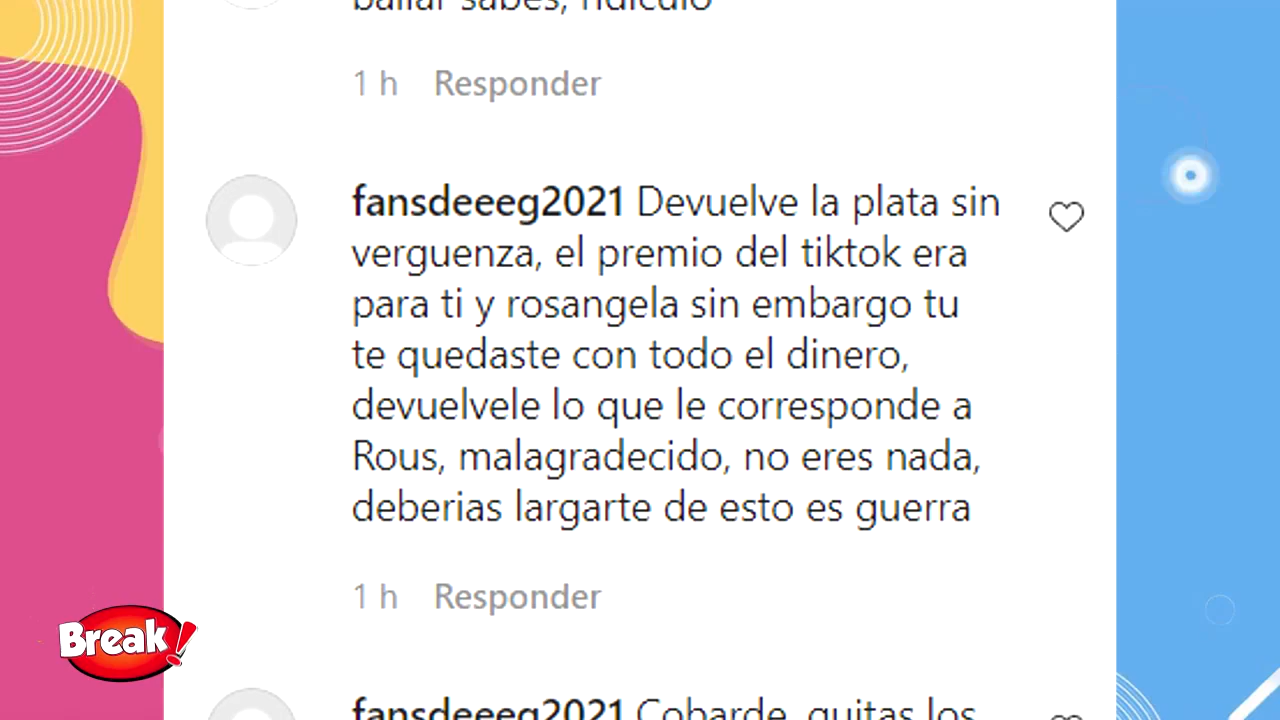 bailar sabes, ridículo
1 h Responder
fansdeeeg2021 Devuelve la plata sin
verguenza, el premio del tiktok era
para ti y rosangela sin embargo tu
te quedaste con todo el dinero,
devuelvele lo que le corresponde a
Rous, malagradecido, no eres nada,
deberias largarte de esto es guerra
1 h Responder
Break!
fansdeeeg2021 Cobarde, quitas los